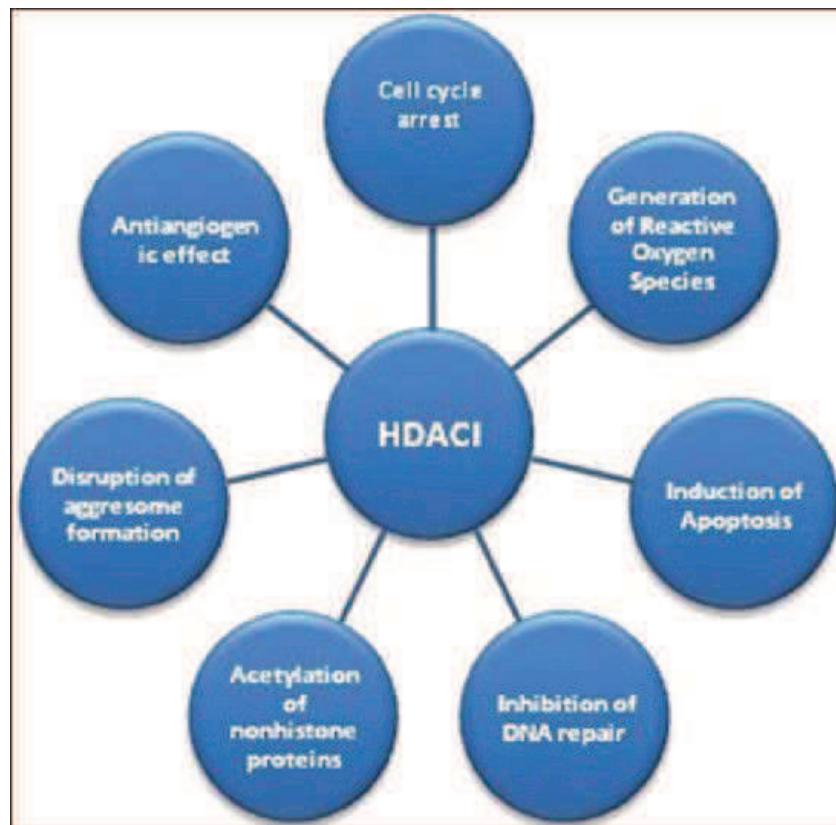 Cell cycle
arrest
Generation
of Reactive
Oxygen
Species
Induction of
Apoptosis
Inhibition of
DNA repair
Acetylation
of
nonhistone
proteins
Disruption of
aggresome
formation
Antiangiogen
ic effect
HDACI